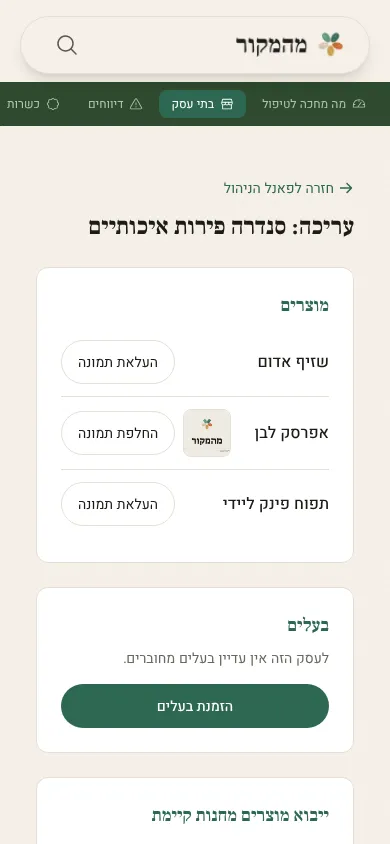 מהמקור
מה מחכה לטיפול
בתי עסק
דיווחים
כשרות
→ חזרה לפאנל הניהול
עריכה: סנדרה פירות איכותיים
מוצרים
שזיף אדום
העלאת תמונה
אפרסק לבן
מהמקור
החלפת תמונה
תפוח פינק ליידי
העלאת תמונה
בעלים
לעסק הזה אין עדיין בעלים מחוברים.
הזמנת בעלים
ייבוא מוצרים מחנות קיימת